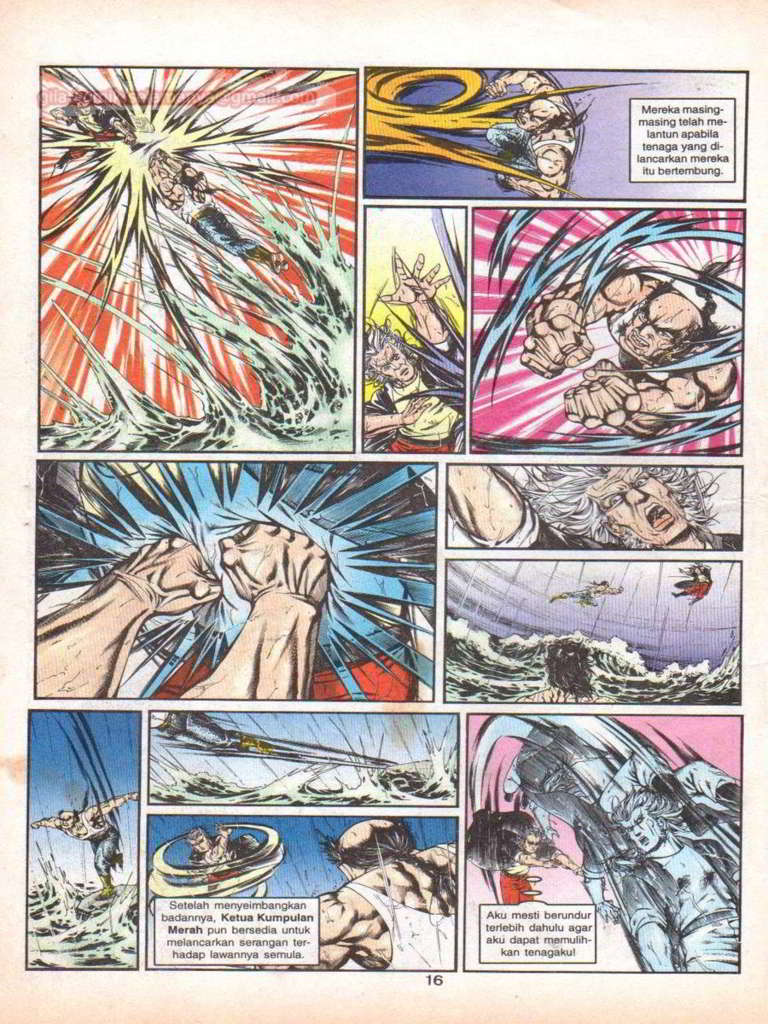 Mereka masing-
masing telah me-
lantun apabila
tenaga yang di-
lancarkan mereka
itu bertembung.
Setelah menyeimbangkan
badannya, Ketua Kumpulan
Merah pun bersedia untuk
melancarkan serangan ter-
hadap lawannya semula.
Aku mesti berundur
terlebih dahulu agar
aku dapat memulih-
kan tenagaku!
16